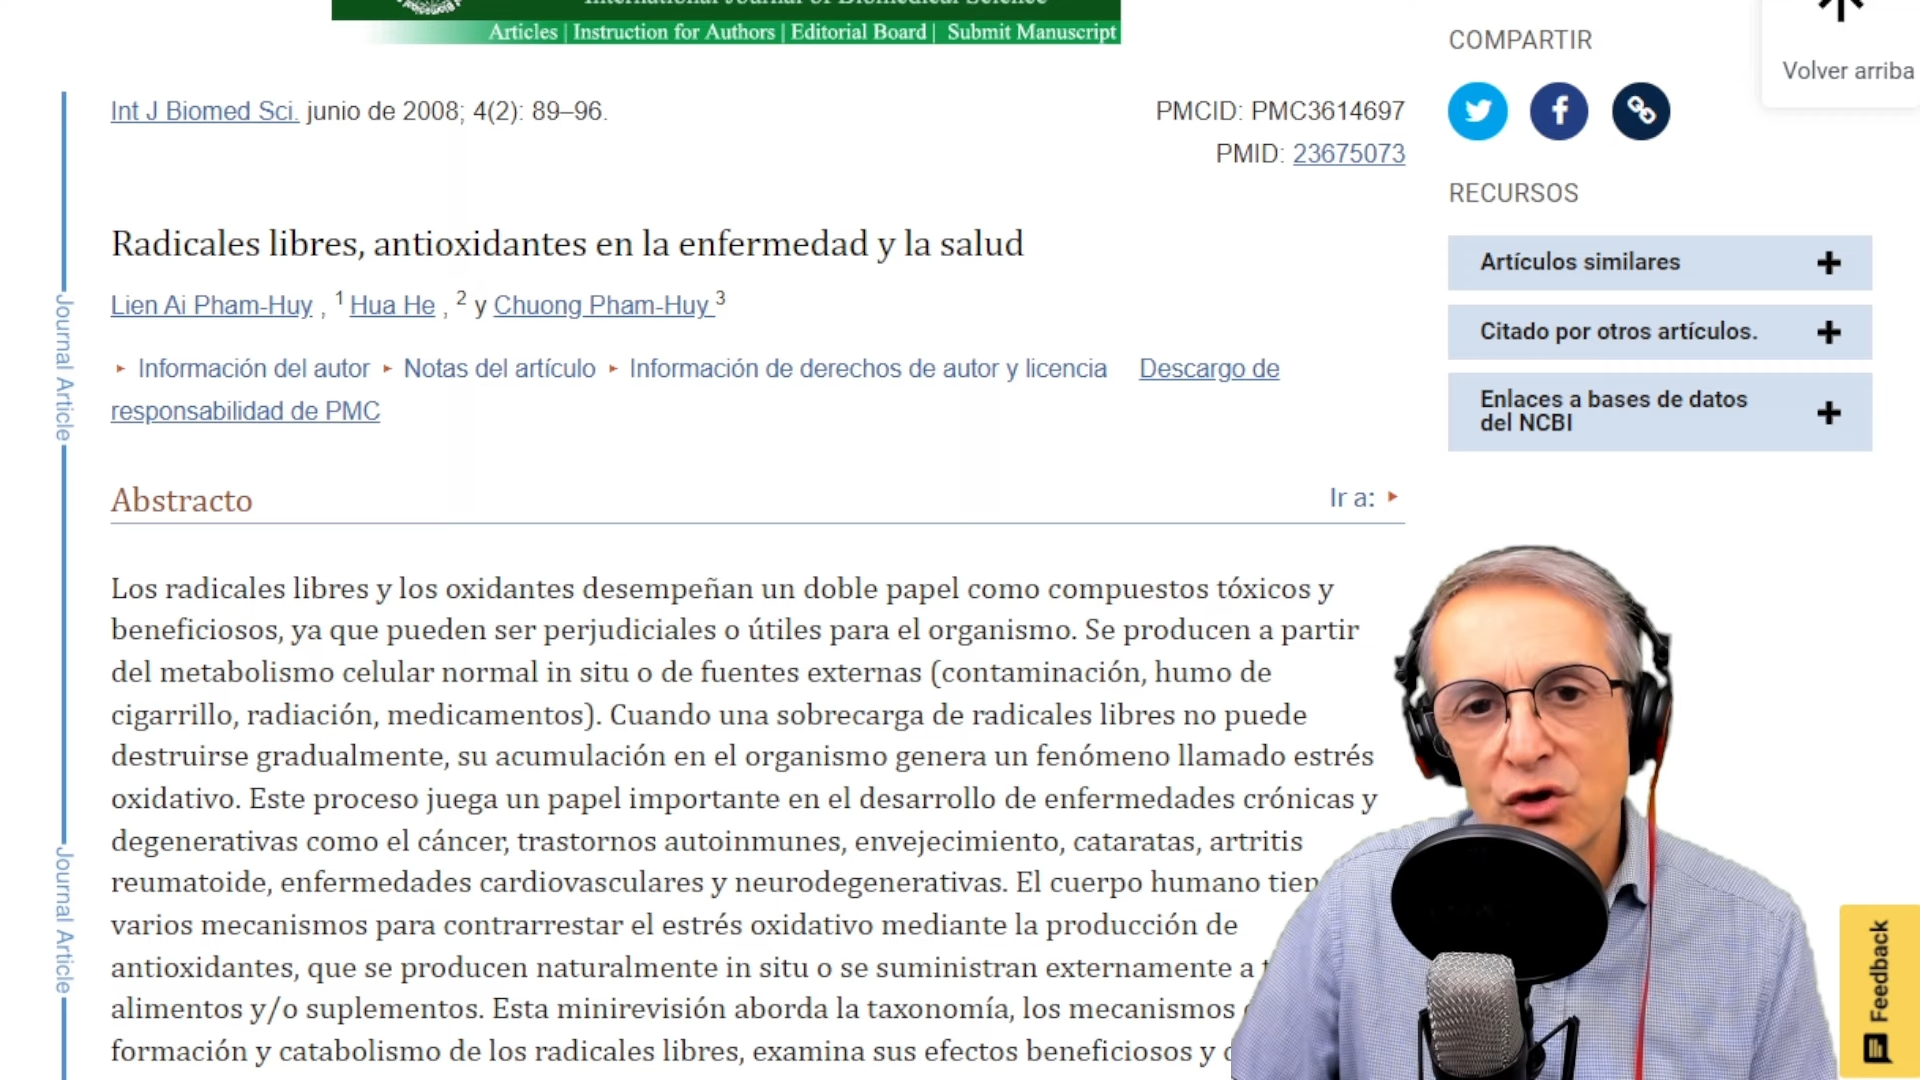 International Journal of Biomedical Science
Articles | Instruction for Authors | Editorial Board | Submit Manuscript
Int J Biomed Sci. junio de 2008; 4(2): 89–96.
PMCID: PMC3614697
PMID: 23675073
Radicales libres, antioxidantes en la enfermedad y la salud
Lien Ai Pham-Huy , 1 Hua He , 2 y Chuong Pham-Huy 3
Información del autor Notas del artículo Información de derechos de autor y licencia Descargo de
responsabilidad de PMC
Abstracto
Ir a:
Los radicales libres y los oxidantes desempeñan un doble papel como compuestos tóxicos y
beneficiosos, ya que pueden ser perjudiciales o útiles para el organismo. Se producen a partir
del metabolismo celular normal in situ o de fuentes externas (contaminación, humo de
cigarrillo, radiación, medicamentos). Cuando una sobrecarga de radicales libres no puede
destruirse gradualmente, su acumulación en el organismo genera un fenómeno llamado estrés
oxidativo. Este proceso juega un papel importante en el desarrollo de enfermedades crónicas y
degenerativas como el cáncer, trastornos autoinmunes, envejecimiento, cataratas, artritis
reumatoide, enfermedades cardiovasculares y neurodegenerativas. El cuerpo humano
varios mecanismos para contrarrestar el estrés oxidativo mediante la producción de
antioxidantes, que se producen naturalmente in situ o se suministran externamente a
alimentos y/o suplementos. Esta minirevisión aborda la taxonomía, los mecanismos
formación y catabolismo de los radicales libres, examina sus efectos beneficiosos y
Journal Article
Journal Article
COMPARTIR
RECURSOS
Artículos similares
Citado por otros artículos.
Enlaces a bases de datos
del NCBI
Volver arriba
Feedback